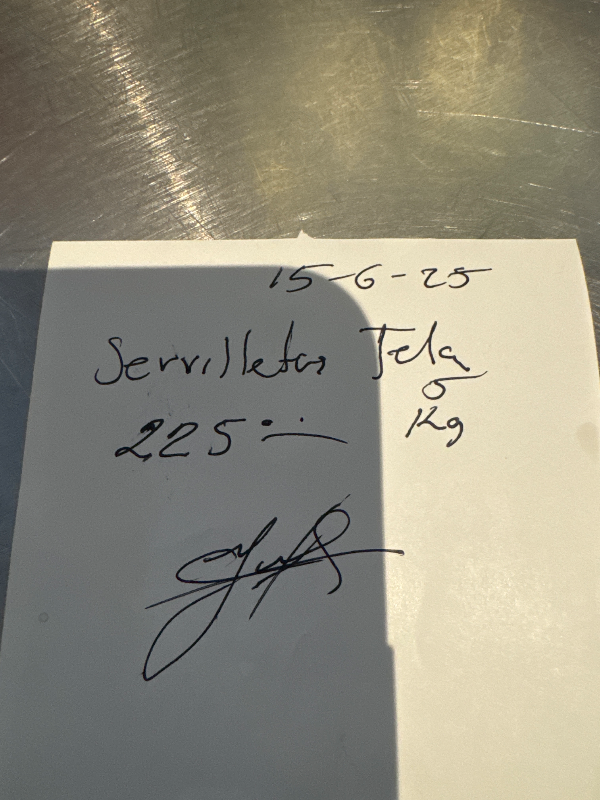 15-6-25
Servilletas Tela
225.—
Kg